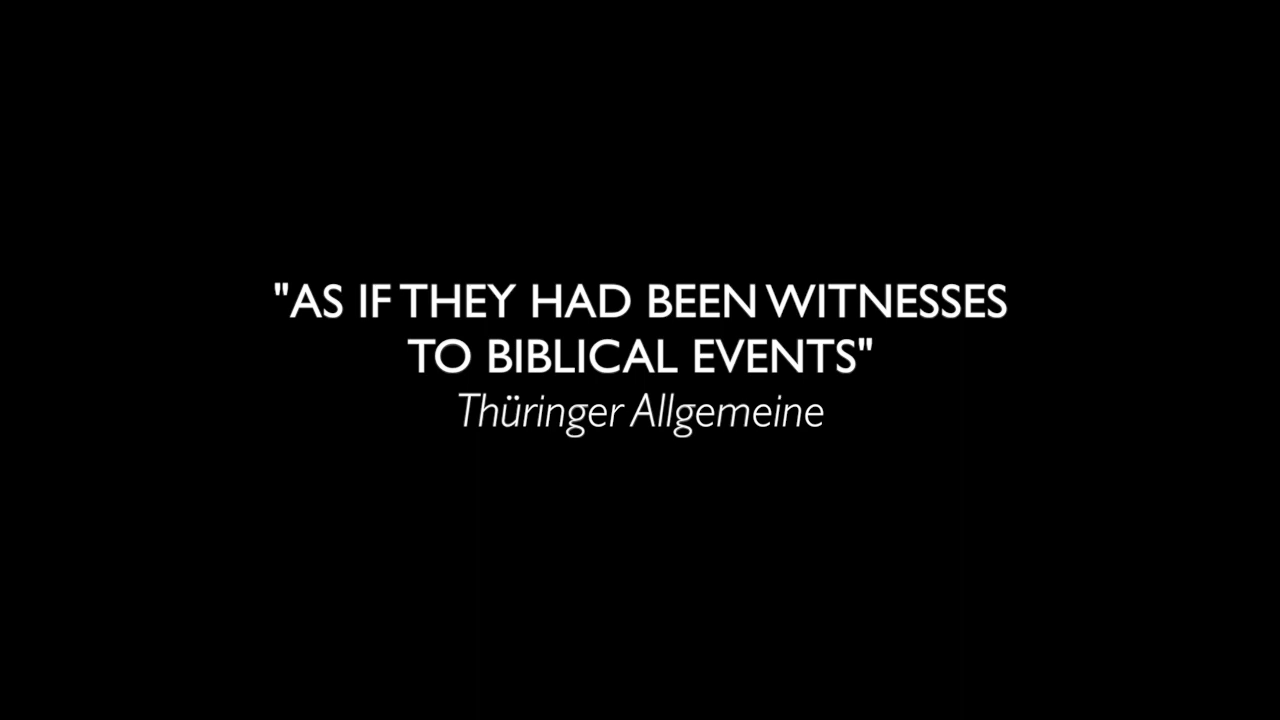 "AS IF THEY HAD BEEN WITNESSES
TO BIBLICAL EVENTS"
Thüringer Allgemeine